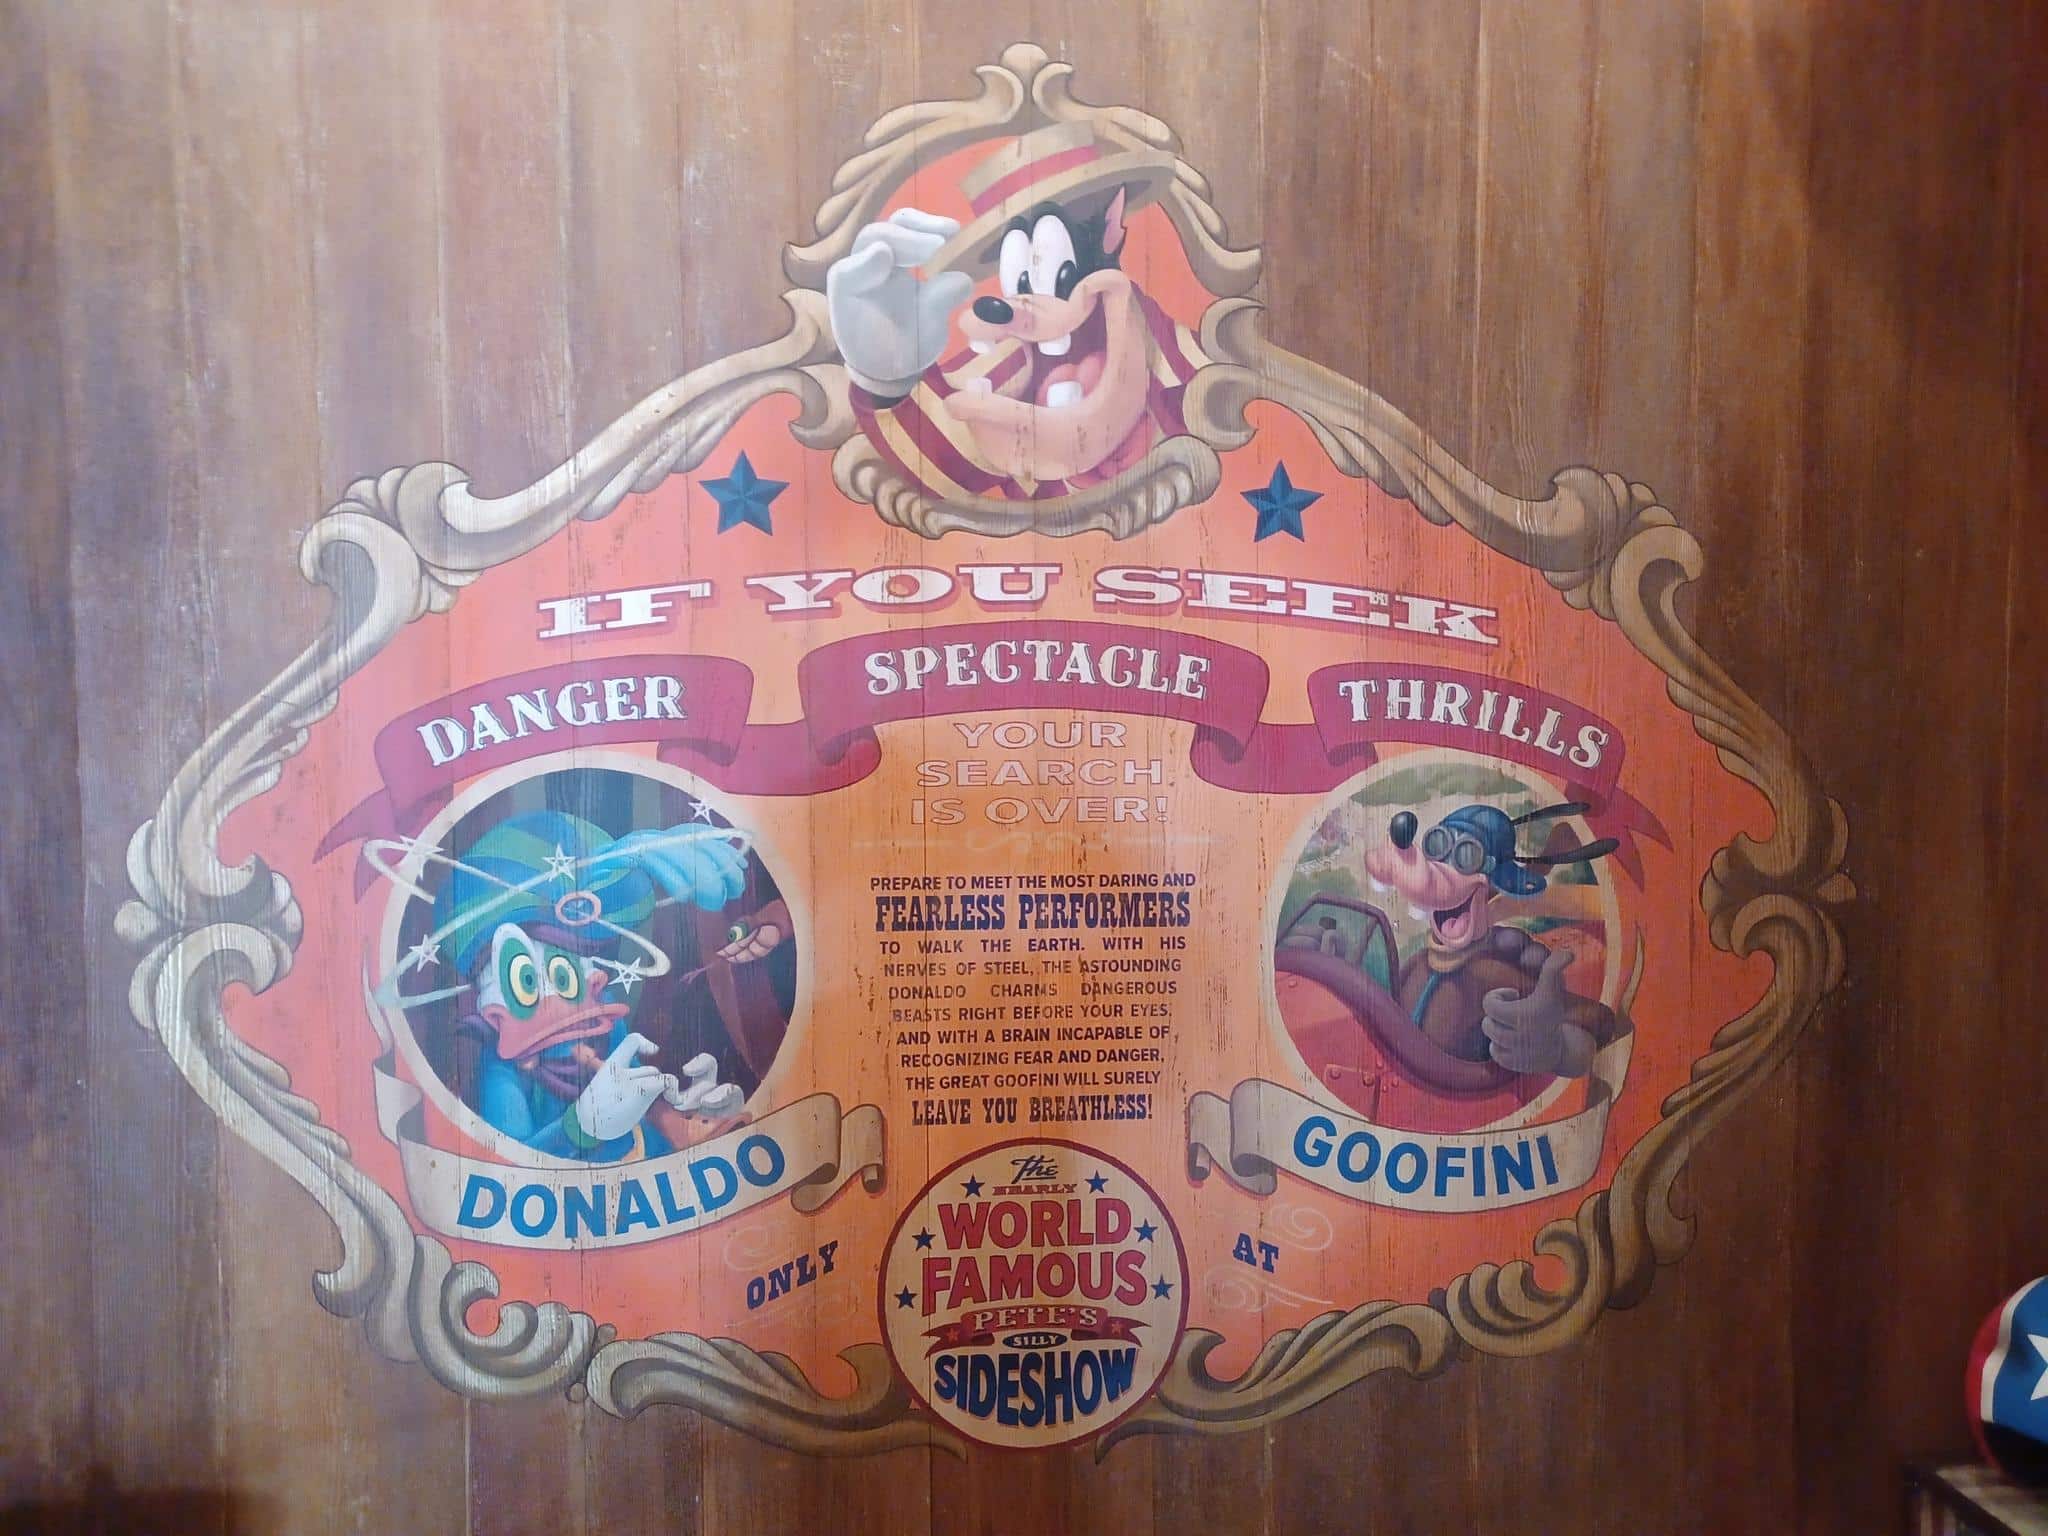 IF YOU SEEK
DANGER SPECTACLE THRILLS
YOUR
SEARCH
IS OVER!
PREPARE TO MEET THE MOST DARING AND
FEARLESS PERFORMERS
TO WALK THE EARTH. WITH HIS
NERVES OF STEEL, THE ASTOUNDING
DONALDO CHARMS DANGEROUS
BEASTS RIGHT BEFORE YOUR EYES.
AND WITH A BRAIN INCAPABLE OF
RECOGNIZING FEAR AND DANGER,
THE GREAT GOOFINI WILL SURELY
LEAVE YOU BREATHLESS!
DONALDO
GOOFINI
ONLY AT
The
NEARLY
WORLD
FAMOUS
PETE'S
SILLY
SIDESHOW